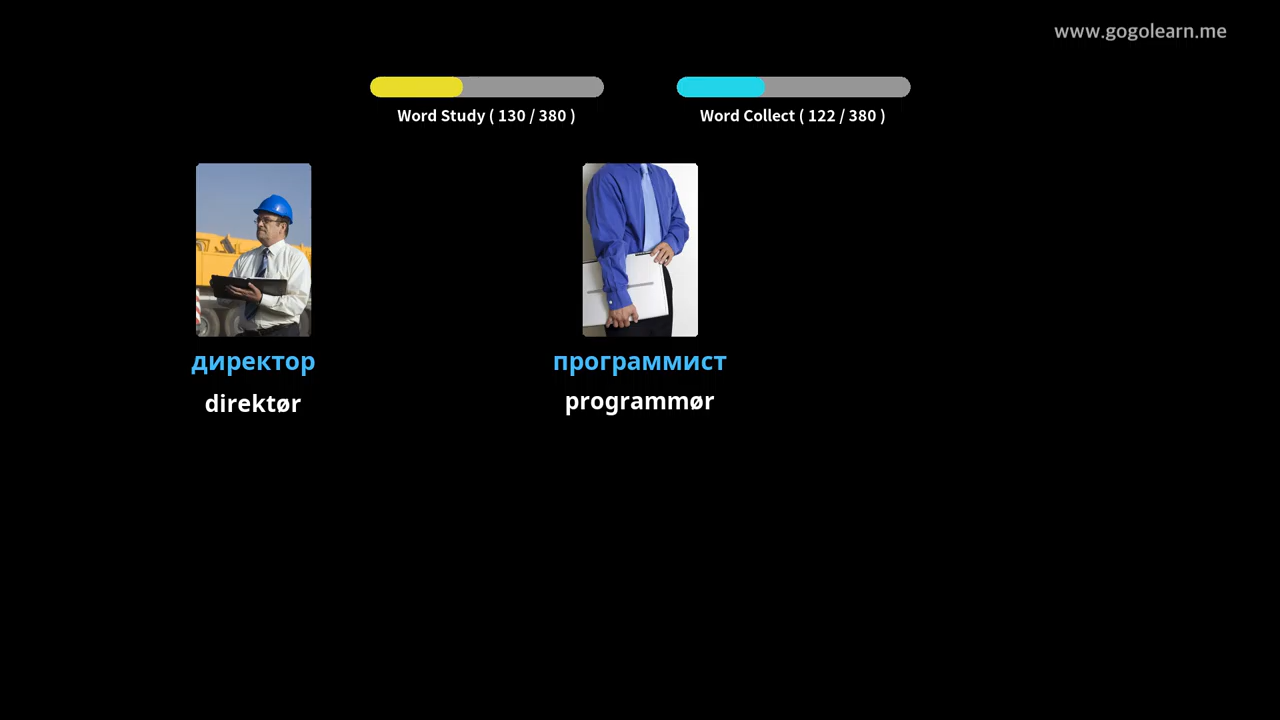 www.gogolearn.me
Word Study ( 130 / 380 )
Word Collect ( 122 / 380 )
директор
direktør
программист
programmør